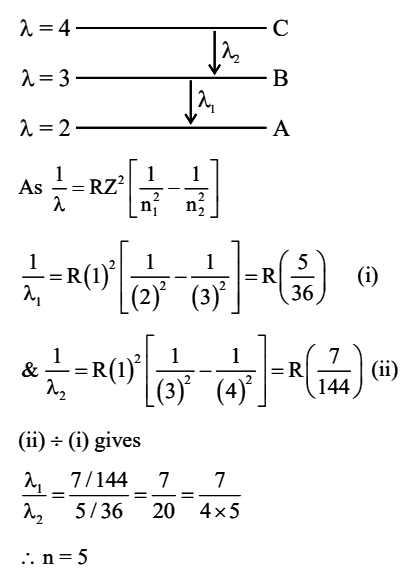 λ = 4 C
λ₂
λ = 3 B
λ₁
λ = 2 A
As 1/λ = RZ²[1/n₁² − 1/n₂²]
1/λ₁ = R(1)²[1/(2)² − 1/(3)²] = R(5/36) (i)
& 1/λ₂ = R(1)²[1/(3)² − 1/(4)²] = R(7/144) (ii)
(ii) ÷ (i) gives
λ₁/λ₂ = (7/144)/(5/36) = 7/20 = 7/(4×5)
∴ n = 5